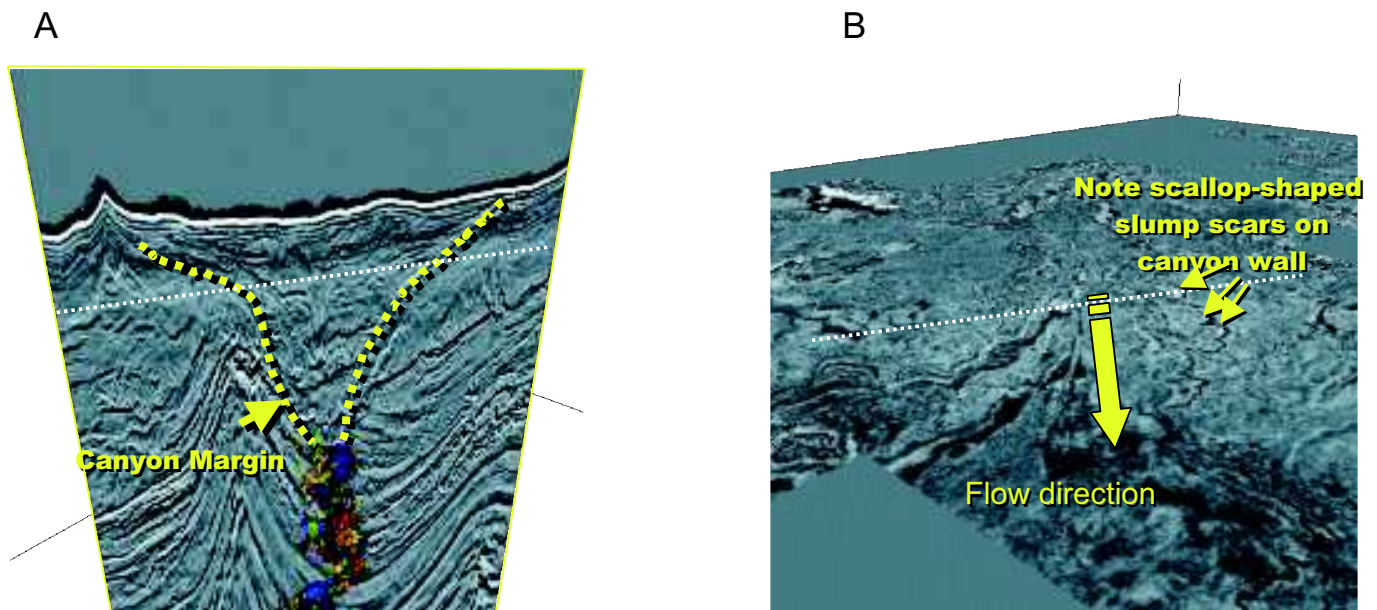 A
B
Canyon Margin
Note scallop-shaped
slump scars on
canyon wall
Flow direction